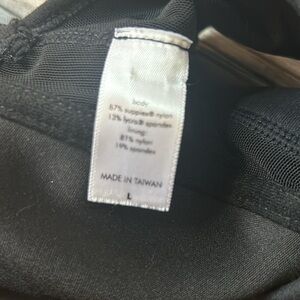 body:
87% supplex® nylon
13% lycra® spandex
lining:
81% nylon
19% spandex
MADE IN TAIWAN
L